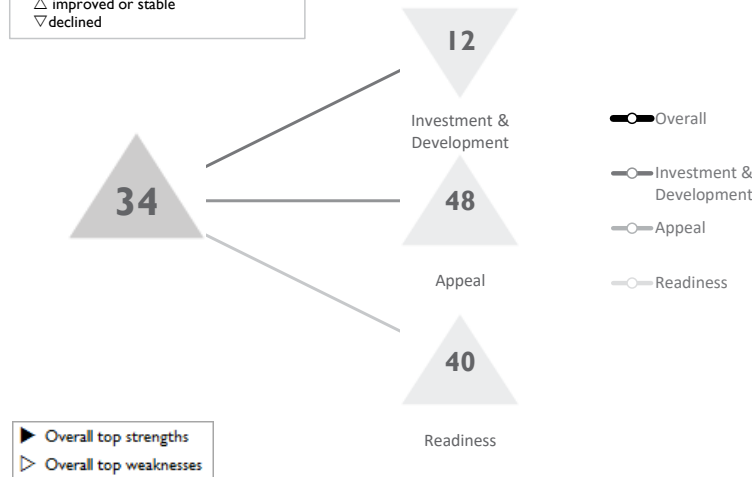 △ improved or stable
▽ declined
12
Investment &
Development
34
48
Appeal
40
Readiness
Overall
Investment &
Development
Appeal
Readiness
▶ Overall top strengths
▷ Overall top weaknesses